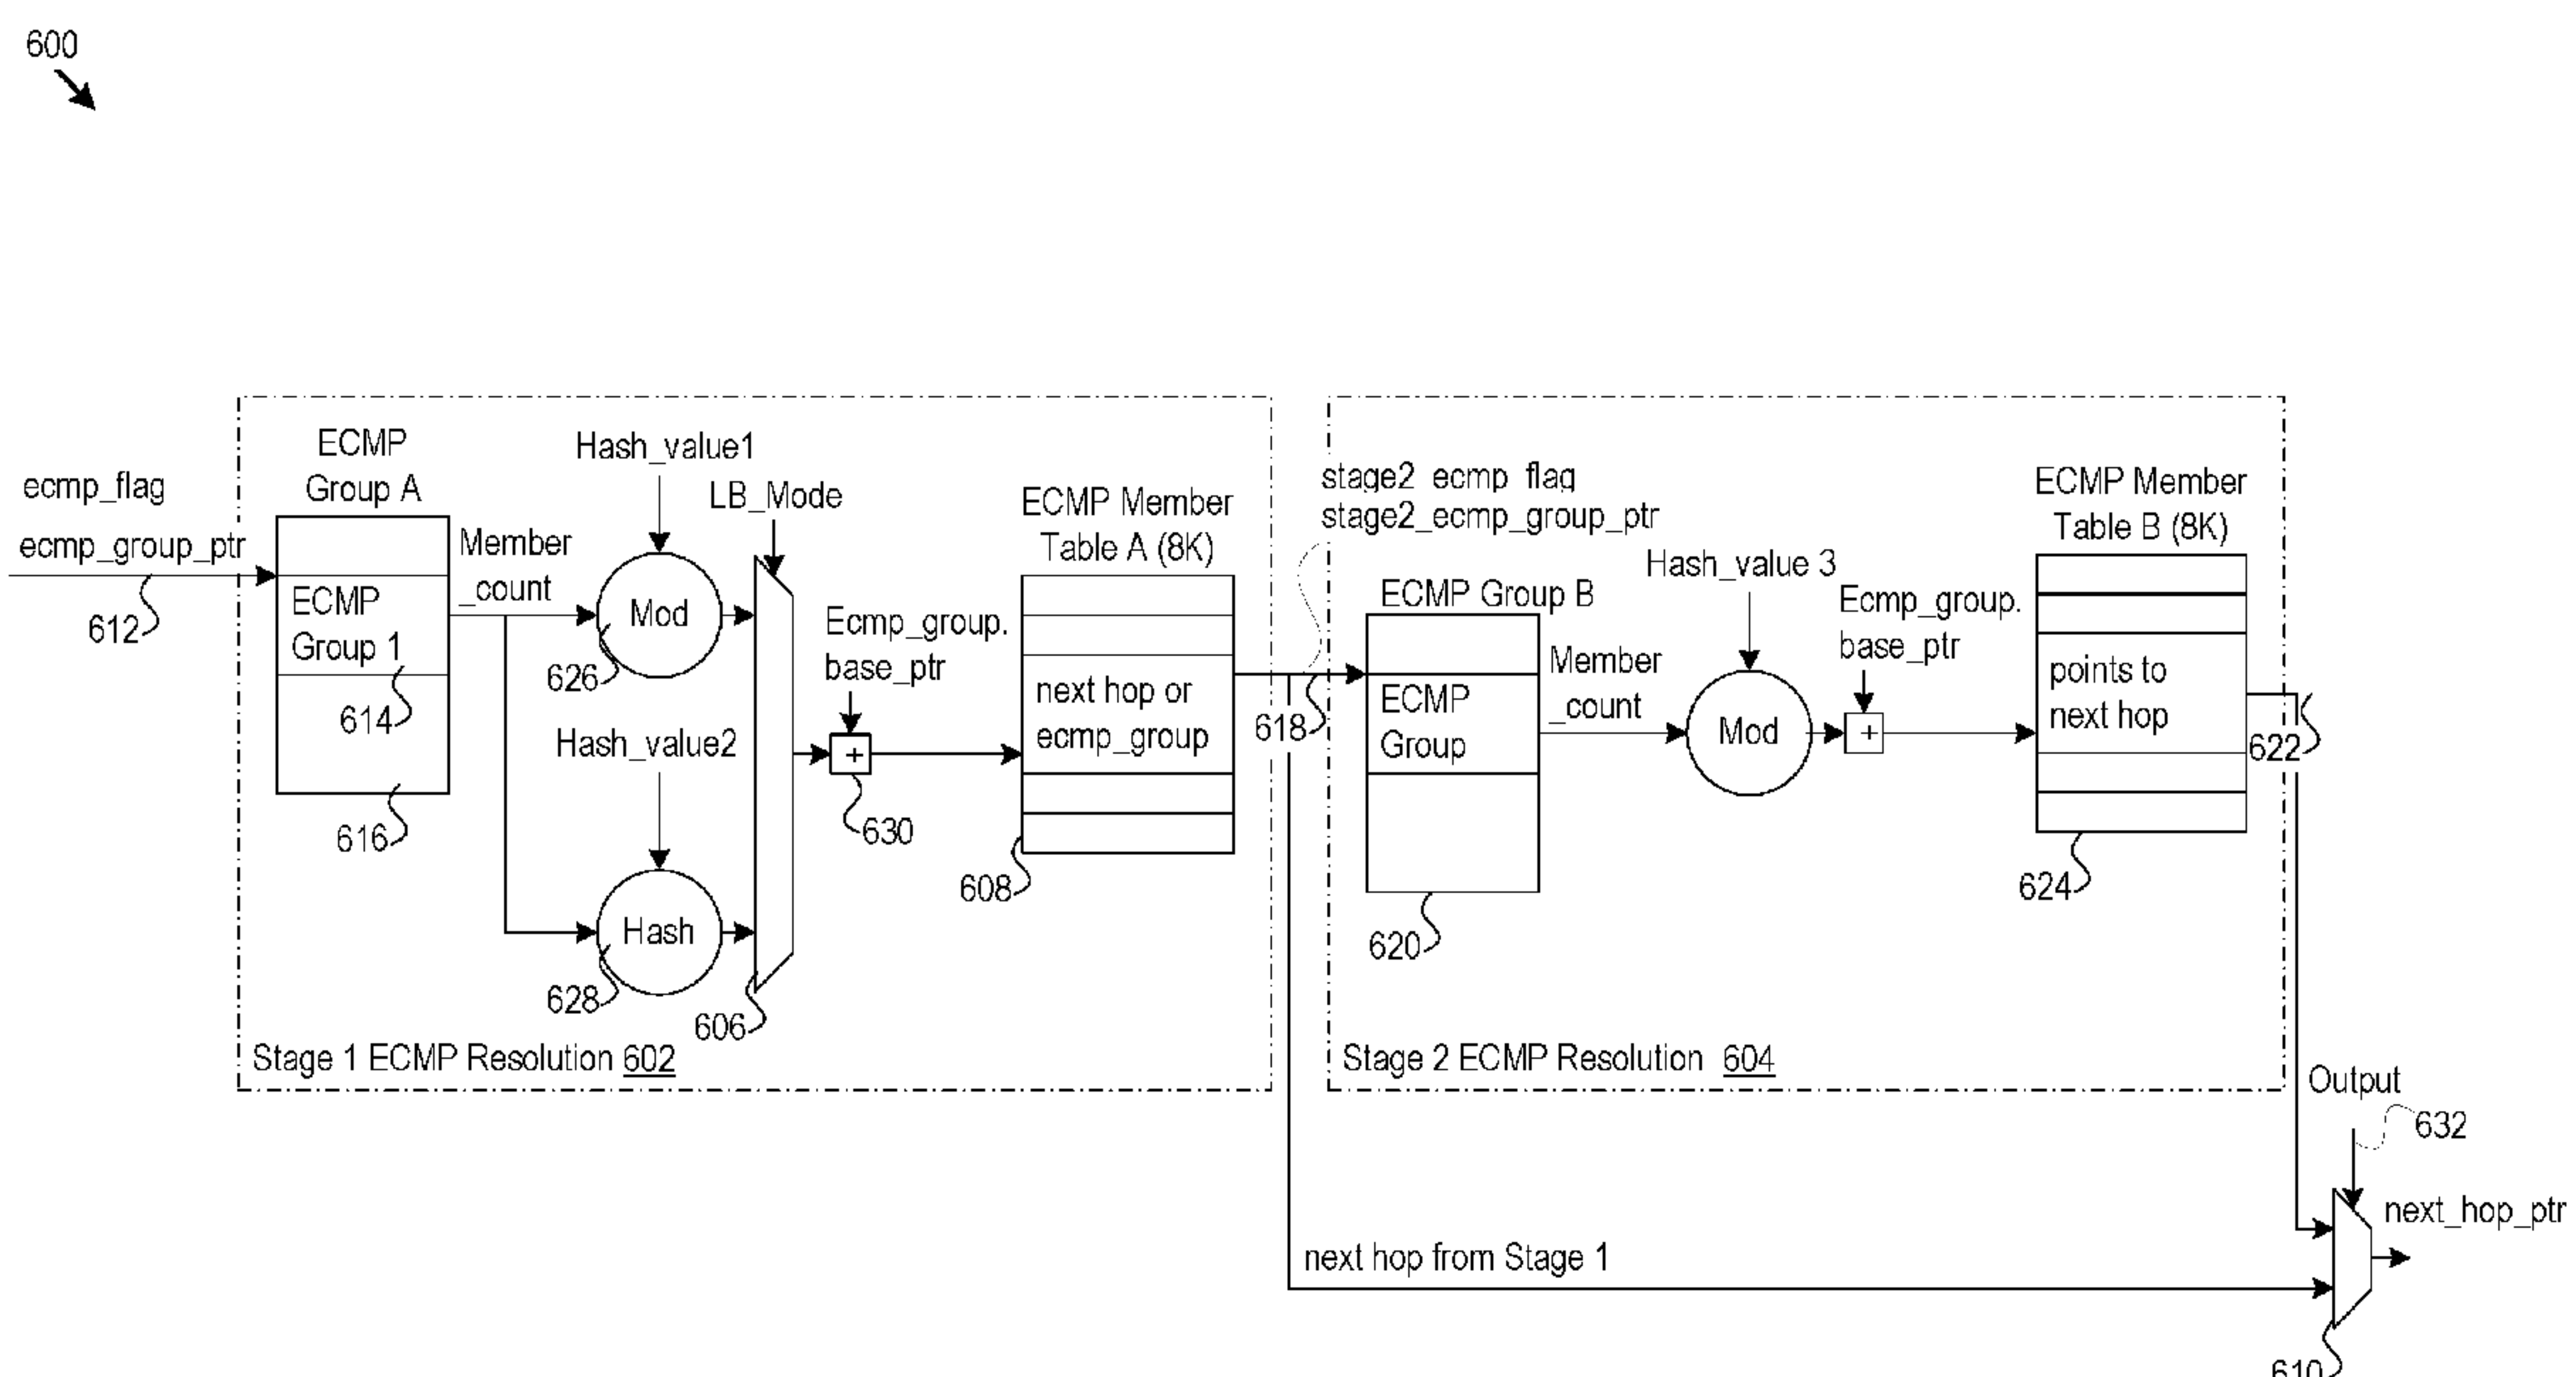 600
ecmp_flag
ecmp_group_ptr
612
ECMP
Group A
ECMP
Group 1
614
616
Member
_count
Hash_value1
Mod
626
Hash_value2
Hash
628
LB_Mode
606
Ecmp_group.
base_ptr
+
630
ECMP Member
Table A (8K)
next hop or
ecmp_group
608
Stage 1 ECMP Resolution 602
stage2_ecmp_flag
stage2_ecmp_group_ptr
618
ECMP Group B
ECMP
Group
620
Member
_count
Hash_value 3
Mod
Ecmp_group.
base_ptr
+
ECMP Member
Table B (8K)
points to
next hop
622
624
Stage 2 ECMP Resolution 604
Output
632
next_hop_ptr
next hop from Stage 1
610